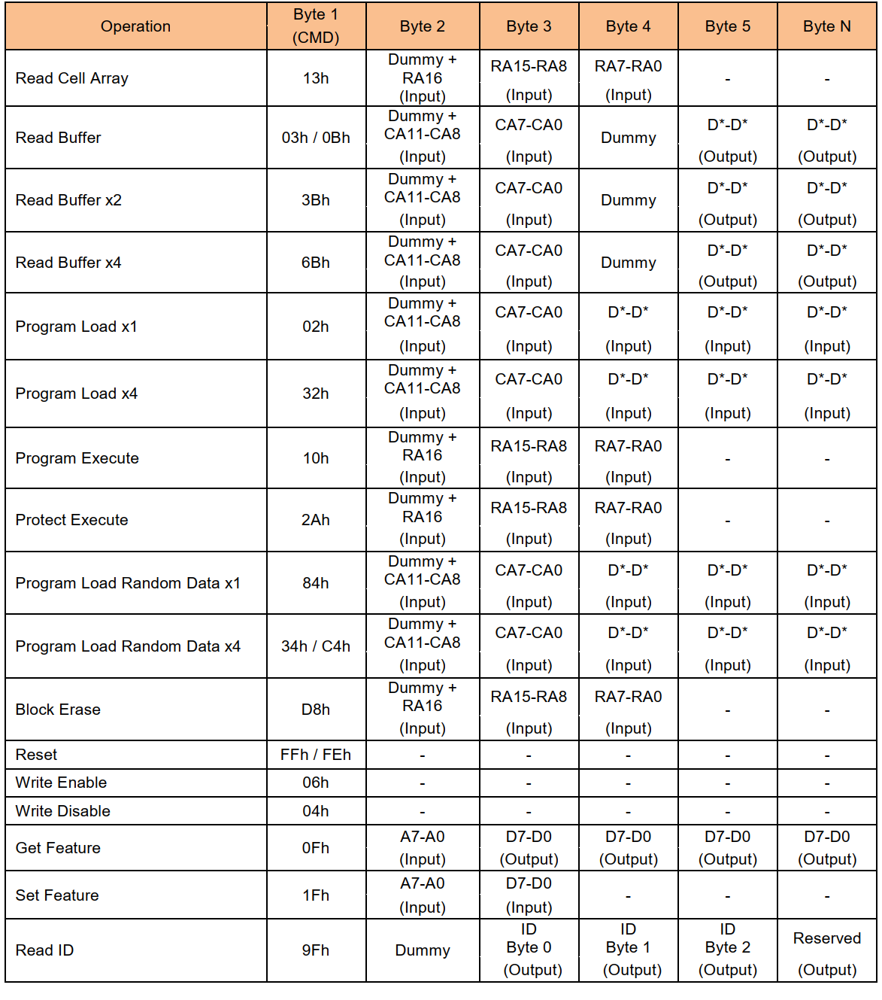 Operation
Byte 1
(CMD)
Byte 2
Byte 3
Byte 4
Byte 5
Byte N
Read Cell Array
13h
Dummy +
RA16
(Input)
RA15-RA8
(Input)
RA7-RA0
(Input)
-
-
Read Buffer
03h / 0Bh
Dummy +
CA11-CA8
(Input)
CA7-CA0
(Input)
Dummy
D*-D*
(Output)
D*-D*
(Output)
Read Buffer x2
3Bh
Dummy +
CA11-CA8
(Input)
CA7-CA0
(Input)
Dummy
D*-D*
(Output)
D*-D*
(Output)
Read Buffer x4
6Bh
Dummy +
CA11-CA8
(Input)
CA7-CA0
(Input)
Dummy
D*-D*
(Output)
D*-D*
(Output)
Program Load x1
02h
Dummy +
CA11-CA8
(Input)
CA7-CA0
(Input)
D*-D*
(Input)
D*-D*
(Input)
D*-D*
(Input)
Program Load x4
32h
Dummy +
CA11-CA8
(Input)
CA7-CA0
(Input)
D*-D*
(Input)
D*-D*
(Input)
D*-D*
(Input)
Program Execute
10h
Dummy +
RA16
(Input)
RA15-RA8
(Input)
RA7-RA0
(Input)
-
-
Protect Execute
2Ah
Dummy +
RA16
(Input)
RA15-RA8
(Input)
RA7-RA0
(Input)
-
-
Program Load Random Data x1
84h
Dummy +
CA11-CA8
(Input)
CA7-CA0
(Input)
D*-D*
(Input)
D*-D*
(Input)
D*-D*
(Input)
Program Load Random Data x4
34h / C4h
Dummy +
CA11-CA8
(Input)
CA7-CA0
(Input)
D*-D*
(Input)
D*-D*
(Input)
D*-D*
(Input)
Block Erase
D8h
Dummy +
RA16
(Input)
RA15-RA8
(Input)
RA7-RA0
(Input)
-
-
Reset
FFh / FEh
-
-
-
-
-
Write Enable
06h
-
-
-
-
-
Write Disable
04h
-
-
-
-
-
Get Feature
0Fh
A7-A0
(Input)
D7-D0
(Output)
D7-D0
(Output)
D7-D0
(Output)
D7-D0
(Output)
Set Feature
1Fh
A7-A0
(Input)
D7-D0
(Input)
-
-
-
Read ID
9Fh
Dummy
ID
Byte 0
(Output)
ID
Byte 1
(Output)
ID
Byte 2
(Output)
Reserved
(Output)